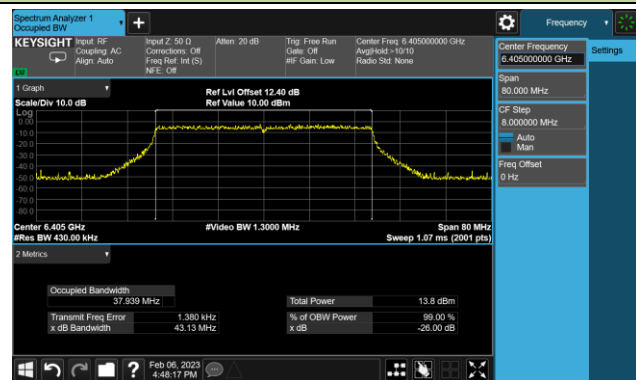 Spectrum Analyzer 1
Occupied BW
+
Frequency
KEYSIGHT
Input: RF
Coupling: AC
Align: Auto
Input Z: 50 Ω
Corrections: Off
Freq Ref: Int (S)
NFE: Off
Atten: 20 dB
Trig: Free Run
Gate: Off
#IF Gain: Low
Center Freq: 6.405000000 GHz
Avg|Hold:>10/10
Radio Std: None
Center Frequency
6.405000000 GHz
Settings
Span
80.000 MHz
CF Step
8.000000 MHz
Auto
Man
Freq Offset
0 Hz
1 Graph
Scale/Div 10.0 dB
Ref Lvl Offset 12.40 dB
Ref Value 10.00 dBm
Log
0.00
-10.0
-20.0
-30.0
-40.0
-50.0
-60.0
-70.0
-80.0
Center 6.405 GHz
#Res BW 430.00 kHz
#Video BW 1.3000 MHz
Span 80 MHz
Sweep 1.07 ms (2001 pts)
2 Metrics
Occupied Bandwidth
37.939 MHz
Transmit Freq Error 1.380 kHz
x dB Bandwidth 43.13 MHz
Total Power 13.8 dBm
% of OBW Power 99.00 %
x dB -26.00 dB
?
Feb 06, 2023
4:48:17 PM